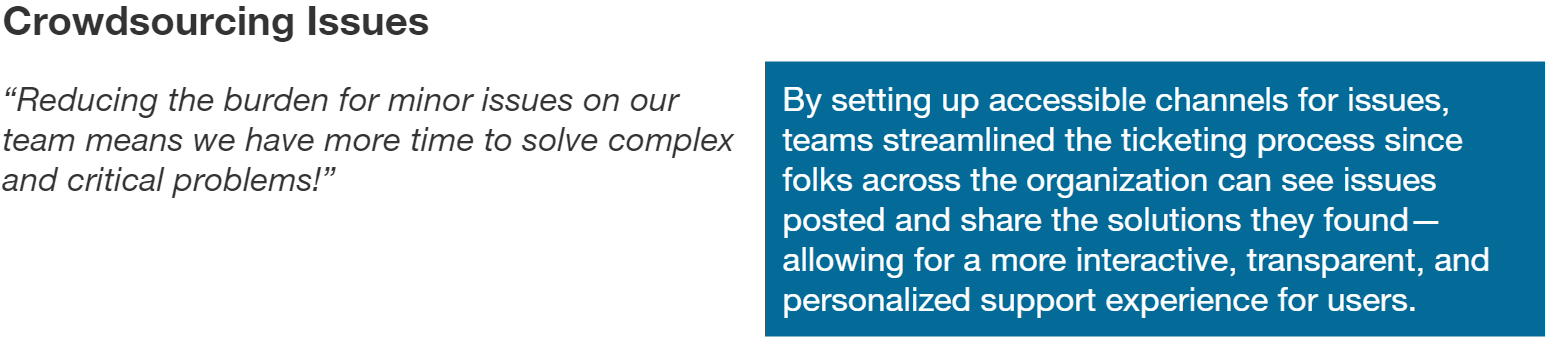 Crowdsourcing Issues
“Reducing the burden for minor issues on our
team means we have more time to solve complex
and critical problems!”
By setting up accessible channels for issues,
teams streamlined the ticketing process since
folks across the organization can see issues
posted and share the solutions they found—
allowing for a more interactive, transparent, and
personalized support experience for users.